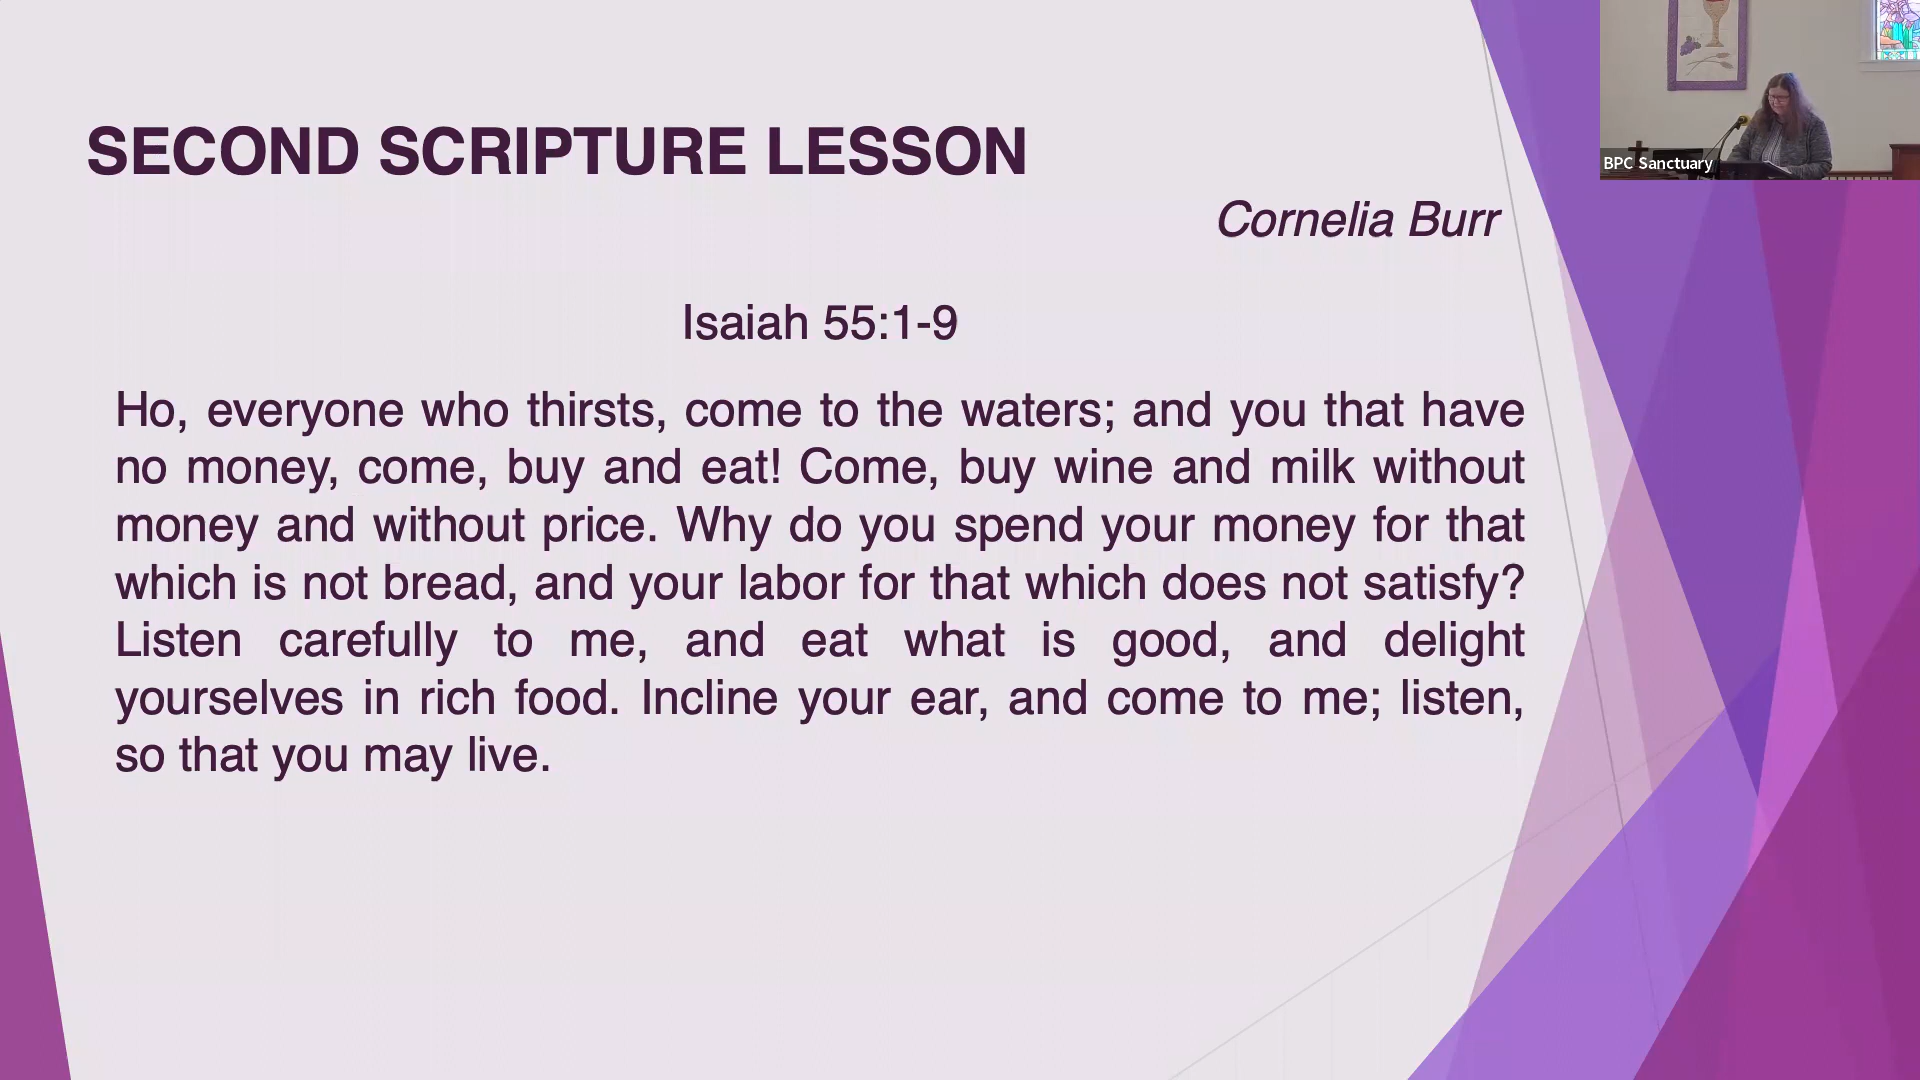 SECOND SCRIPTURE LESSON
BPC Sanctuary
Cornelia Burr
Isaiah 55:1-9
Ho, everyone who thirsts, come to the waters; and you that have
no money, come, buy and eat! Come, buy wine and milk without
money and without price. Why do you spend your money for that
which is not bread, and your labor for that which does not satisfy?
Listen carefully to me, and eat what is good, and delight
yourselves in rich food. Incline your ear, and come to me; listen,
so that you may live.